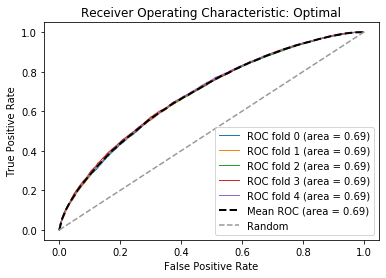 Receiver Operating Characteristic: Optimal
True Positive Rate
1.0
0.8
0.6
0.4
0.2
0.0
ROC fold 0 (area = 0.69)
ROC fold 1 (area = 0.69)
ROC fold 2 (area = 0.69)
ROC fold 3 (area = 0.69)
ROC fold 4 (area = 0.69)
Mean ROC (area = 0.69)
Random
0.0 0.2 0.4 0.6 0.8 1.0
False Positive Rate